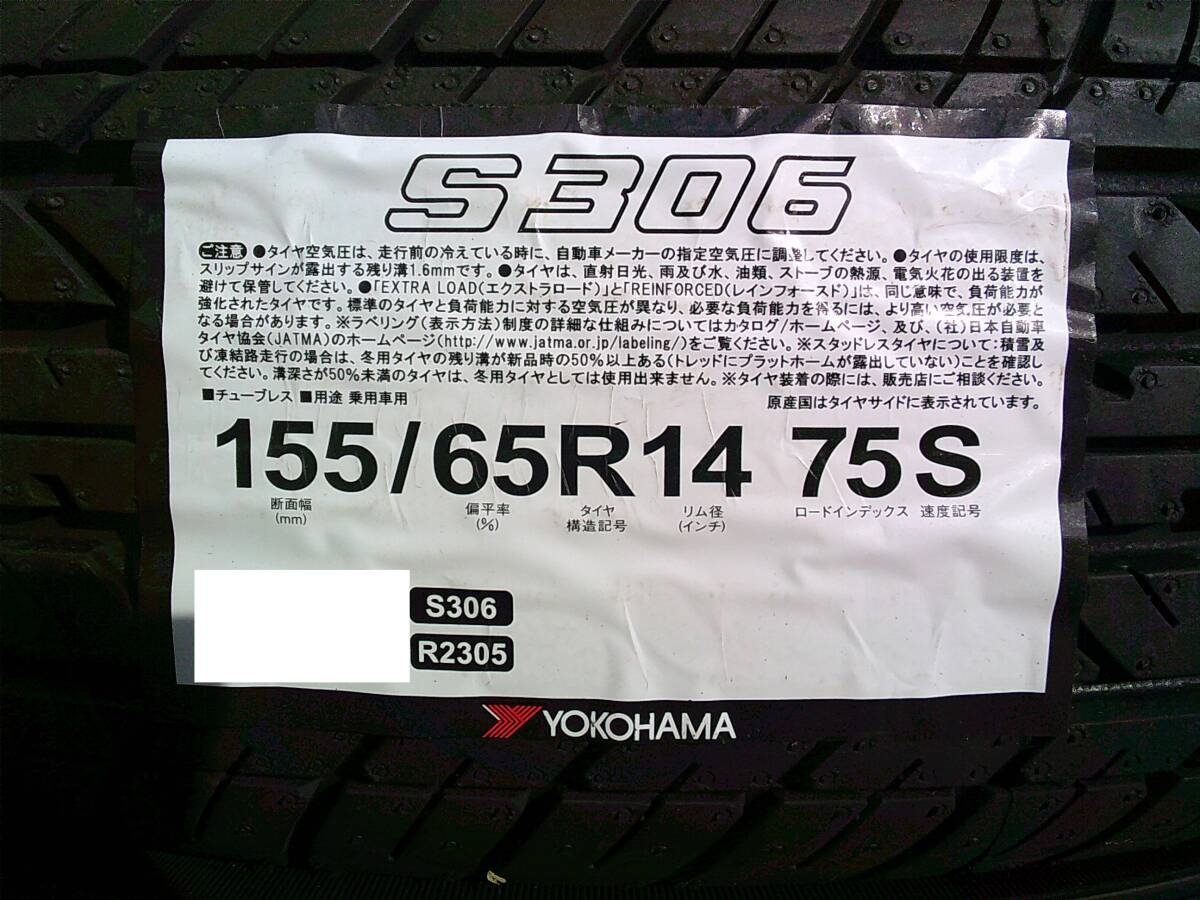 S306
ご注意 ●タイヤ空気圧は、走行前の冷えている時に、自動車メーカーの指定空気圧に調整してください。●タイヤの使用限度は、
スリップサインが露出する残り溝1.6mmです。●タイヤは、直射日光、雨及び水、油類、ストーブの熱源、電気火花の出る装置を
避けて保管してください。●「EXTRA LOAD(エクストラロード)」と「REINFORCED(レインフォースド)」は、同じ意味で、負荷能力が
強化されたタイヤです。標準のタイヤと負荷能力に対する空気圧が異なり、必要な負荷能力を得るには、より高い空気圧が必要と
なる場合があります。※ラベリング(表示方法)制度の詳細な仕組みについてはカタログ/ホームページ、及び、(社)日本自動車
タイヤ協会(JATMA)のホームページ(http://www.jatma.or.jp/labeling/)をご覧ください。※スタッドレスタイヤについて:積雪及
び凍結路走行の場合は、冬用タイヤの残り溝が新品時の50%以上ある(トレッドにプラットホームが露出していない)ことを確認し
てください。溝深さが50%未満のタイヤは、冬用タイヤとしては使用出来ません。※タイヤ装着の際には、販売店にご相談ください。
■チューブレス ■用途 乗用車用 原産国はタイヤサイドに表示されています。
155/65R14 75S
断面幅 偏平率 タイヤ リム径 ロードインデックス 速度記号
(mm) (%) 構造記号 (インチ)
S306
R2305
YOKOHAMA